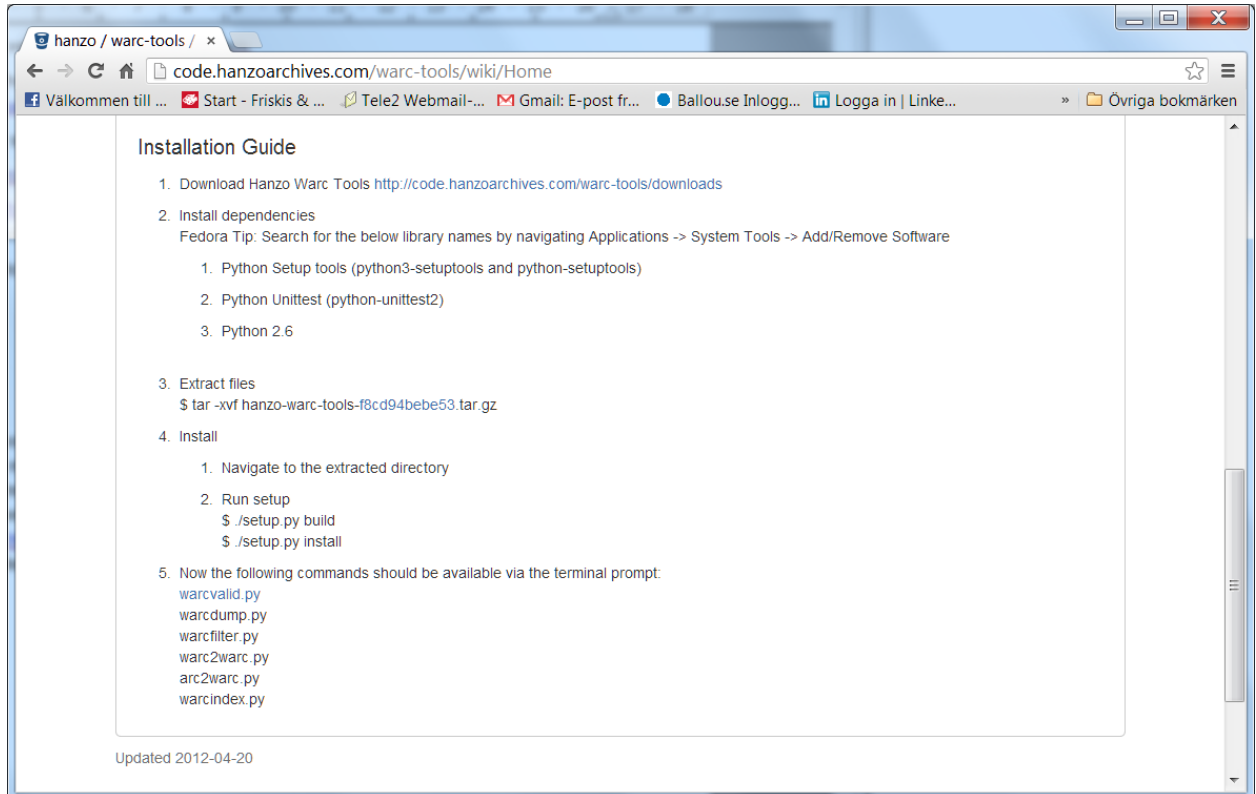 hanzo / warc-tools /
code.hanzoarchives.com/warc-tools/wiki/Home
Välkommen till ... Start - Friskis & ... Tele2 Webmail-... Gmail: E-post fr... Ballou.se Inlogg... Logga in | Linke... » Övriga bokmärken
Installation Guide
1. Download Hanzo Warc Tools http://code.hanzoarchives.com/warc-tools/downloads
2. Install dependencies
Fedora Tip: Search for the below library names by navigating Applications -> System Tools -> Add/Remove Software
1. Python Setup tools (python3-setuptools and python-setuptools)
2. Python Unittest (python-unittest2)
3. Python 2.6
3. Extract files
$ tar -xvf hanzo-warc-tools-f8cd94bebe53.tar.gz
4. Install
1. Navigate to the extracted directory
2. Run setup
$ ./setup.py build
$ ./setup.py install
5. Now the following commands should be available via the terminal prompt:
warcvalid.py
warcdump.py
warcfilter.py
warc2warc.py
arc2warc.py
warcindex.py
Updated 2012-04-20